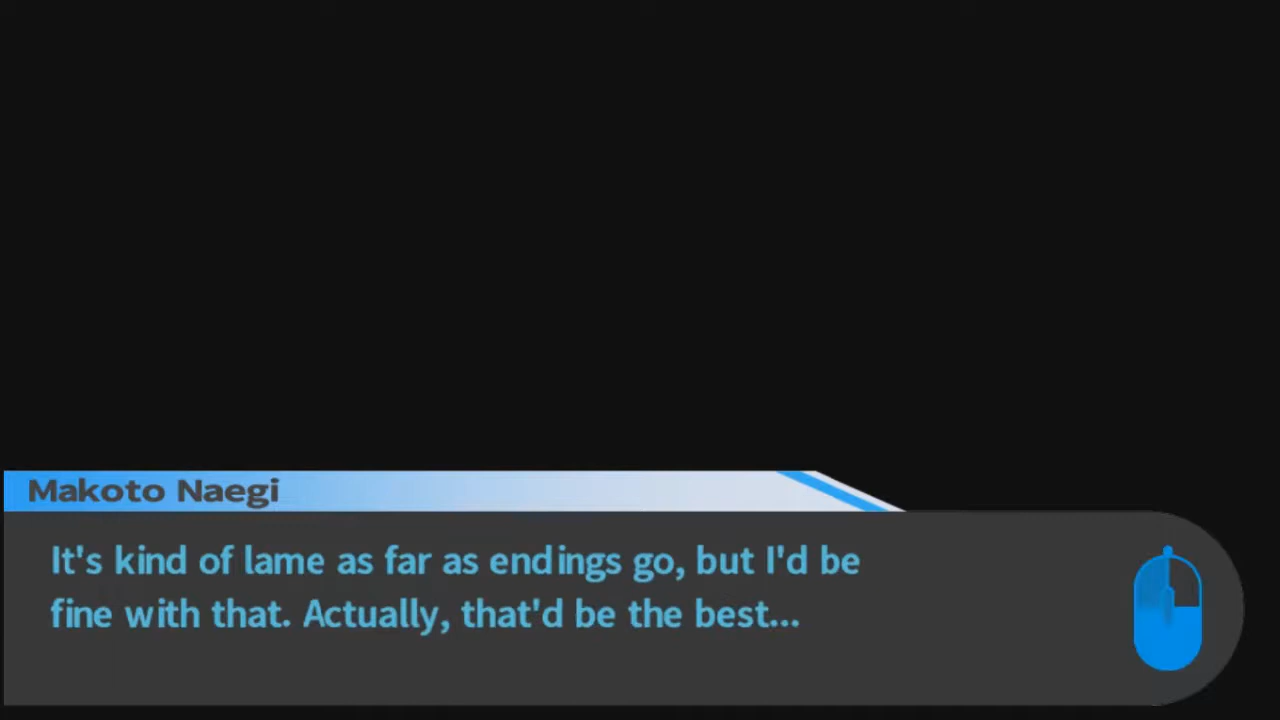 Makoto Naegi
It's kind of lame as far as endings go, but I'd be
fine with that. Actually, that'd be the best...